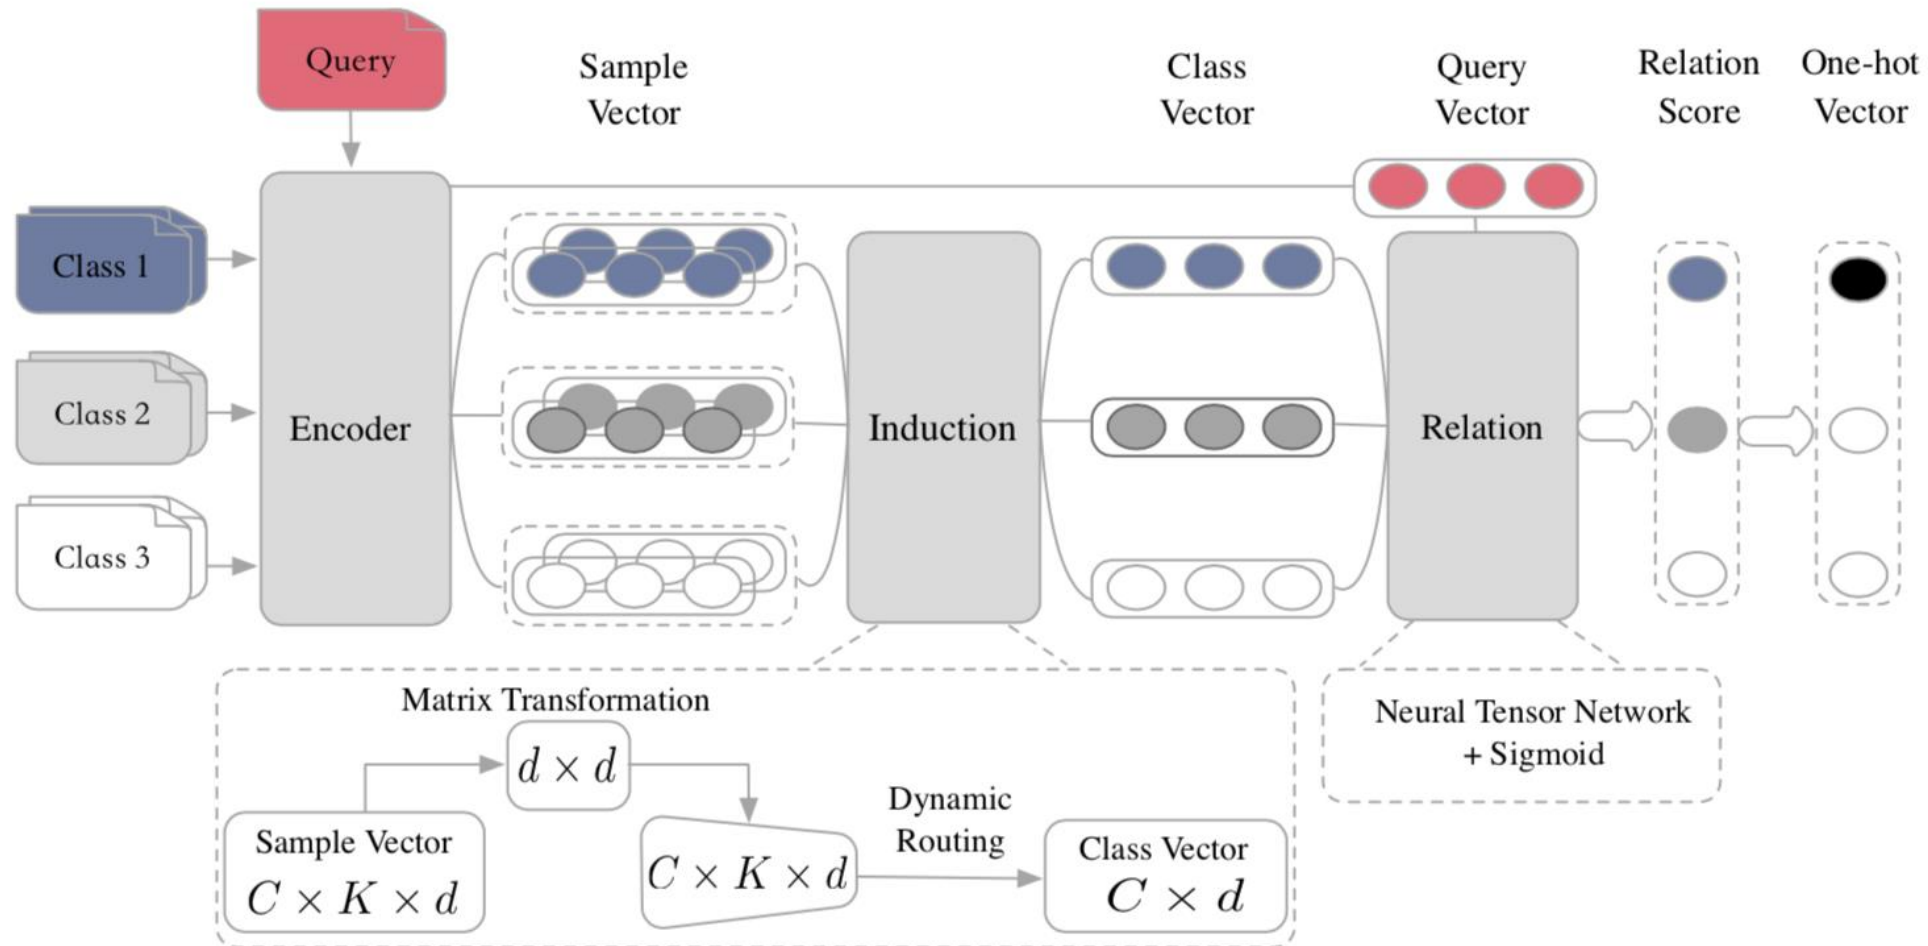 Query
Sample
Vector
Class
Vector
Query
Vector
Relation
Score
One-hot
Vector
Class 1
Class 2
Class 3
Encoder
Induction
Relation
Matrix Transformation
d × d
Sample Vector
C × K × d
C × K × d
Dynamic
Routing
Class Vector
C × d
Neural Tensor Network
+ Sigmoid